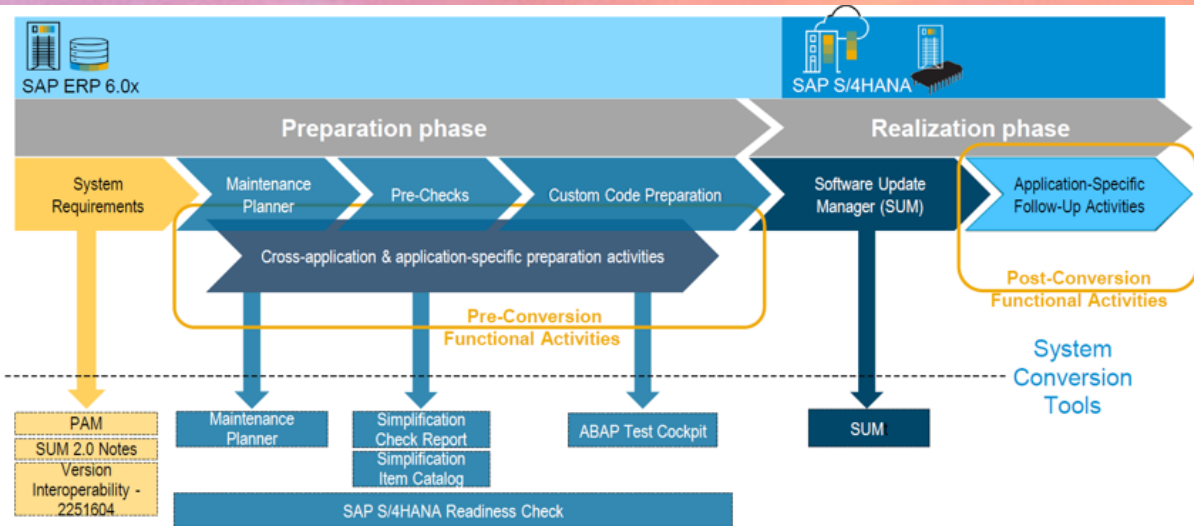 SAP ERP 6.0x
SAP S/4HANA
Preparation phase
Realization phase
System
Requirements
Maintenance
Planner
Pre-Checks
Custom Code Preparation
Software Update
Manager (SUM)
Application-Specific
Follow-Up Activities
Cross-application & application-specific preparation activities
Pre-Conversion
Functional Activities
Post-Conversion
Functional Activities
System
Conversion
Tools
PAM
SUM 2.0 Notes
Version
Interoperability -
2251604
Maintenance
Planner
Simplification
Check Report
Simplification
Item Catalog
ABAP Test Cockpit
SUM
SAP S/4HANA Readiness Check